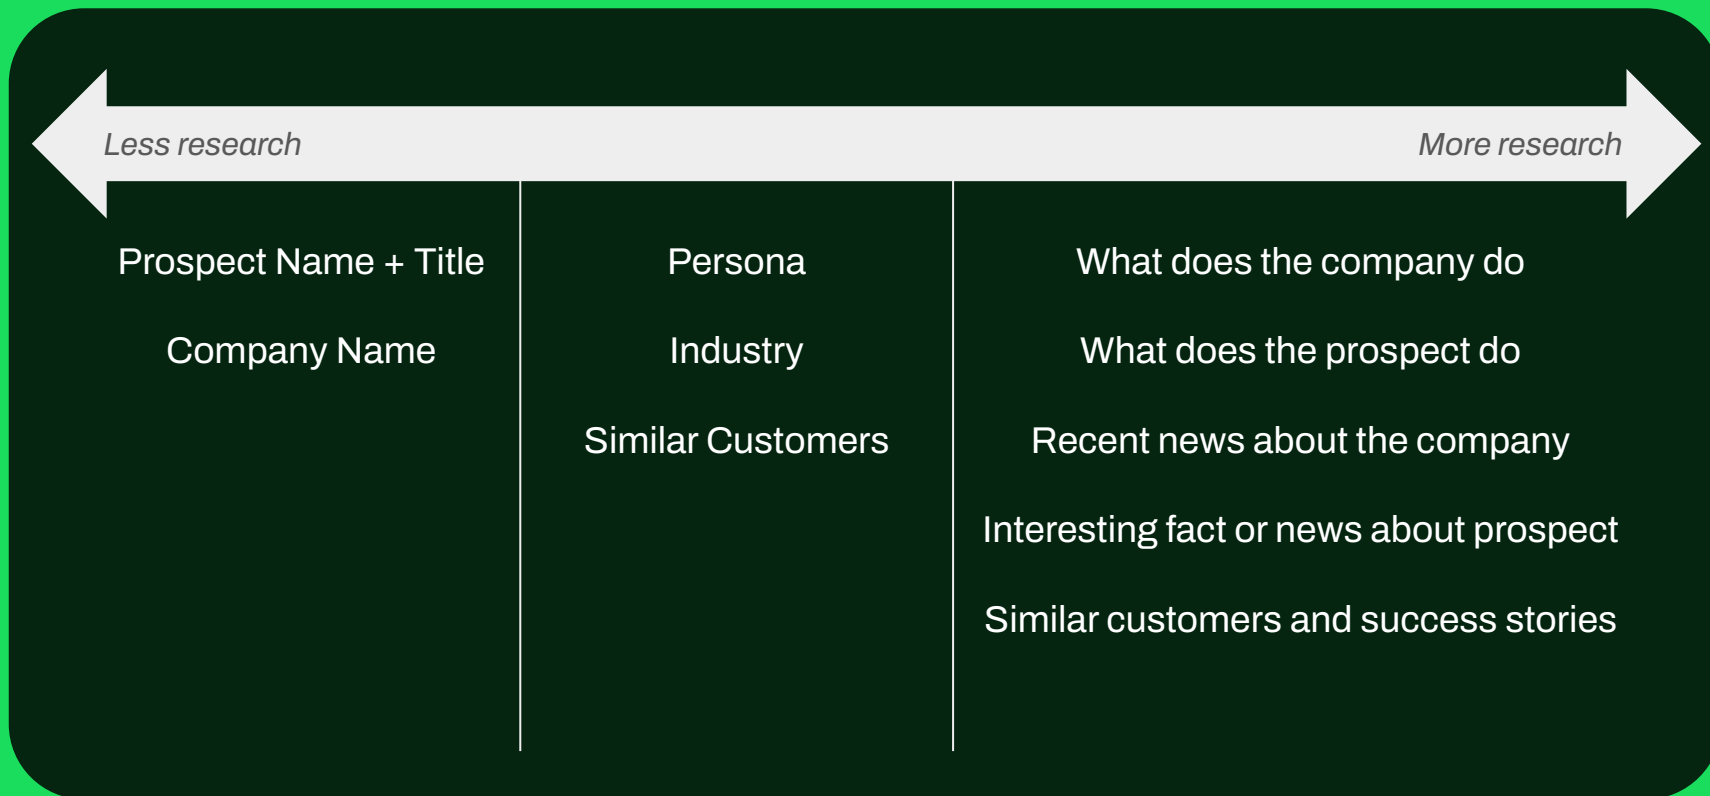 Less research
More research
Prospect Name + Title
Company Name
Persona
Industry
Similar Customers
What does the company do
What does the prospect do
Recent news about the company
Interesting fact or news about prospect
Similar customers and success stories